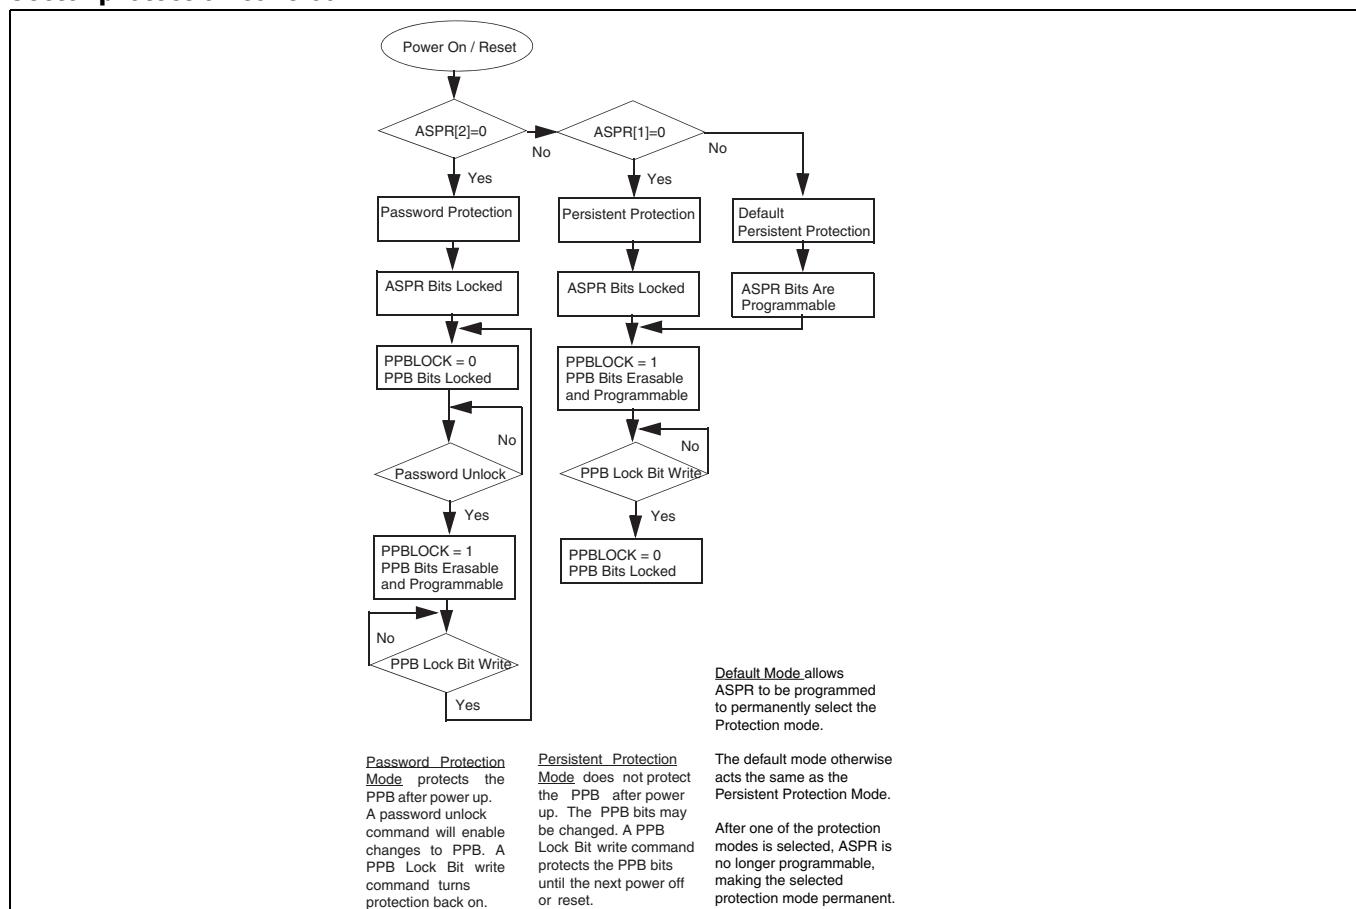 Power On / Reset
ASPR[2]=0
No
ASPR[1]=0
No
Yes
Yes
Password Protection
Persistent Protection
Default
Persistent Protection
ASPR Bits Locked
ASPR Bits Locked
ASPR Bits Are
Programmable
PPBLOCK = 0
PPB Bits Locked
PPBLOCK = 1
PPB Bits Erasable
and Programmable
No
No
Password Unlock
PPB Lock Bit Write
Yes
Yes
PPBLOCK = 1
PPB Bits Erasable
and Programmable
PPBLOCK = 0
PPB Bits Locked
No
PPB Lock Bit Write
Yes
Password Protection
Mode protects the
PPB after power up.
A password unlock
command will enable
changes to PPB. A
PPB Lock Bit write
command turns
protection back on.
Persistent Protection
Mode does not protect
the PPB after power
up. The PPB bits may
be changed. A PPB
Lock Bit write command
protects the PPB bits
until the next power off
or reset.
Default Mode allows
ASPR to be programmed
to permanently select the
Protection mode.
The default mode otherwise
acts the same as the
Persistent Protection Mode.
After one of the protection
modes is selected, ASPR is
no longer programmable,
making the selected
protection mode permanent.